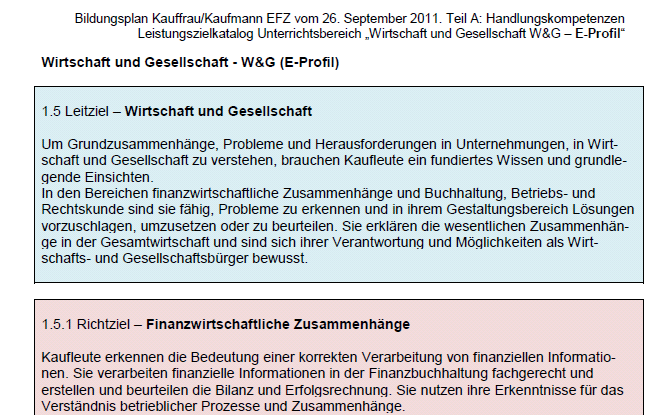 Bildungsplan Kauffrau/Kaufmann EFZ vom 26. September 2011. Teil A: Handlungskompetenzen
Leistungszielkatalog Unterrichtsbereich „Wirtschaft und Gesellschaft W&G – E-Profil“
Wirtschaft und Gesellschaft - W&G (E-Profil)
1.5 Leitziel – Wirtschaft und Gesellschaft
Um Grundzusammenhänge, Probleme und Herausforderungen in Unternehmungen, in Wirt-
schaft und Gesellschaft zu verstehen, brauchen Kaufleute ein fundiertes Wissen und grundle-
gende Einsichten.
In den Bereichen finanzwirtschaftliche Zusammenhänge und Buchhaltung, Betriebs- und
Rechtskunde sind sie fähig, Probleme zu erkennen und in ihrem Gestaltungsbereich Lösungen
vorzuschlagen, umzusetzen oder zu beurteilen. Sie erklären die wesentlichen Zusammenhän-
ge in der Gesamtwirtschaft und sind sich ihrer Verantwortung und Möglichkeiten als Wirt-
schafts- und Gesellschaftsbürger bewusst.
1.5.1 Richtziel – Finanzwirtschaftliche Zusammenhänge
Kaufleute erkennen die Bedeutung einer korrekten Verarbeitung von finanziellen Informatio-
nen. Sie verarbeiten finanzielle Informationen in der Finanzbuchhaltung fachgerecht und
erstellen und beurteilen die Bilanz und Erfolgsrechnung. Sie nutzen ihre Erkenntnisse für das
Verständnis betrieblicher Prozesse und Zusammenhänge.